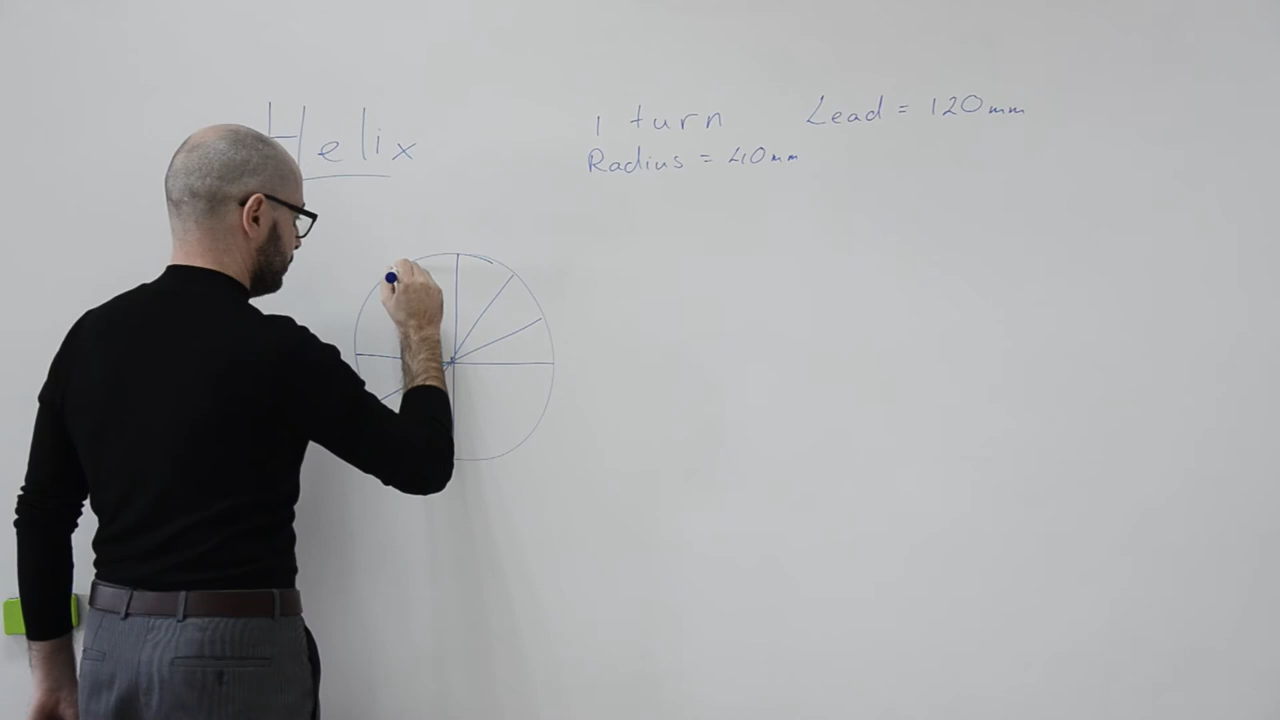 Helix
1 turn Lead = 120mm
Radius = 40mm